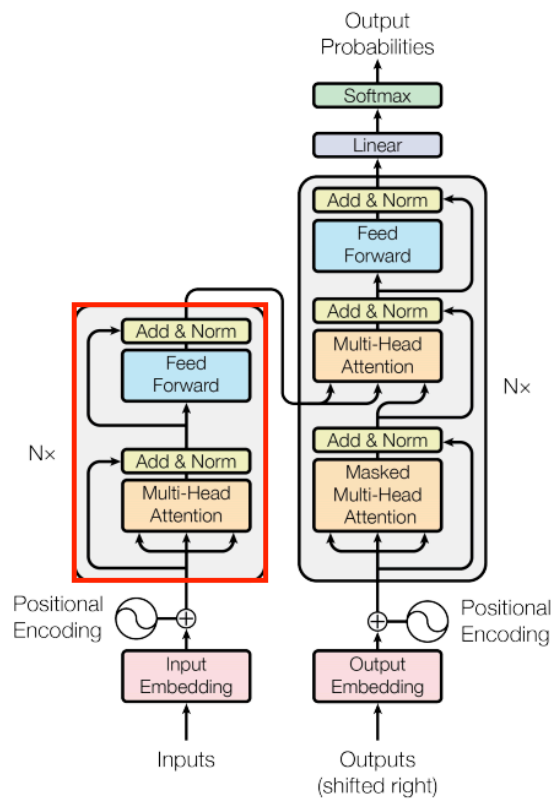 Output
Probabilities
Softmax
Linear
Add & Norm
Feed
Forward
Add & Norm
Multi-Head
Attention
Add & Norm
Masked
Multi-Head
Attention
N×
Add & Norm
Feed
Forward
Add & Norm
Multi-Head
Attention
N×
Positional
Encoding
Positional
Encoding
Input
Embedding
Output
Embedding
Inputs
Outputs
(shifted right)